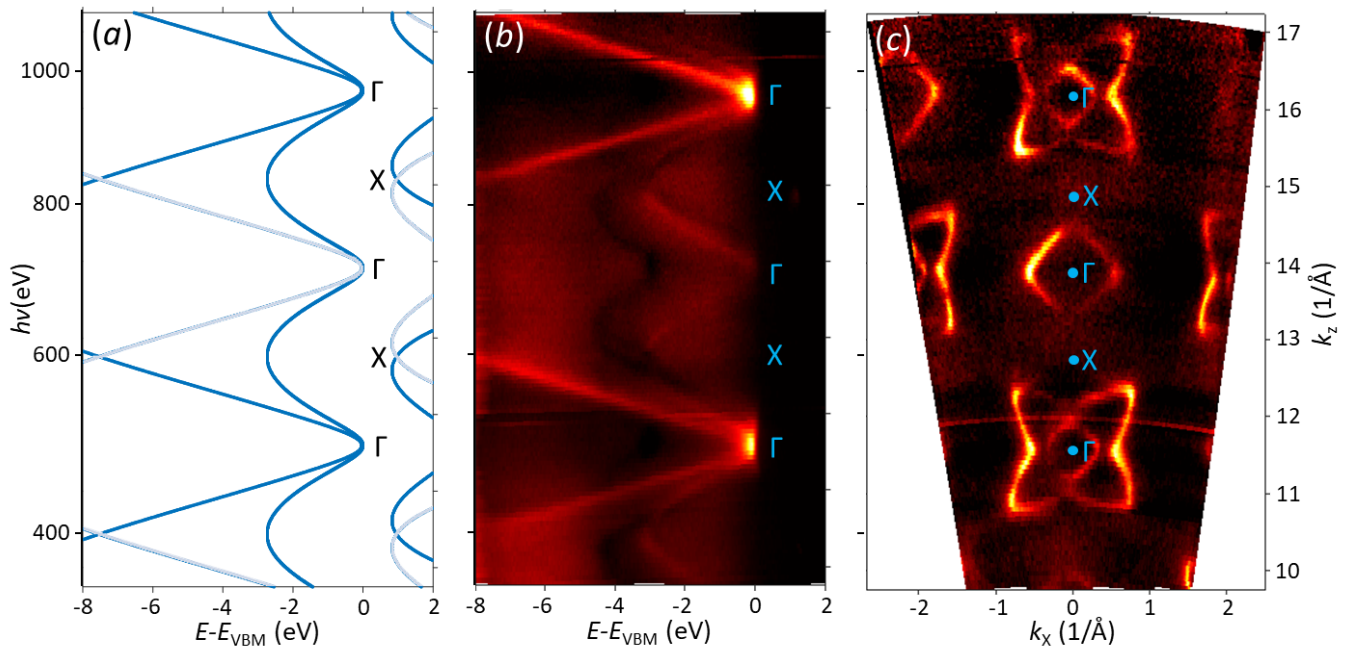 (a)
1000
800
600
400
hν(eV)
Γ
X
Γ
X
Γ
-8 -6 -4 -2 0 2
E-E_VBM (eV)
(b)
Γ
X
Γ
X
Γ
-8 -6 -4 -2 0 2
E-E_VBM (eV)
(c)
Γ
X
Γ
X
Γ
17
16
15
14
13
12
11
10
k_z (1/Å)
-2 -1 0 1 2
k_X (1/Å)